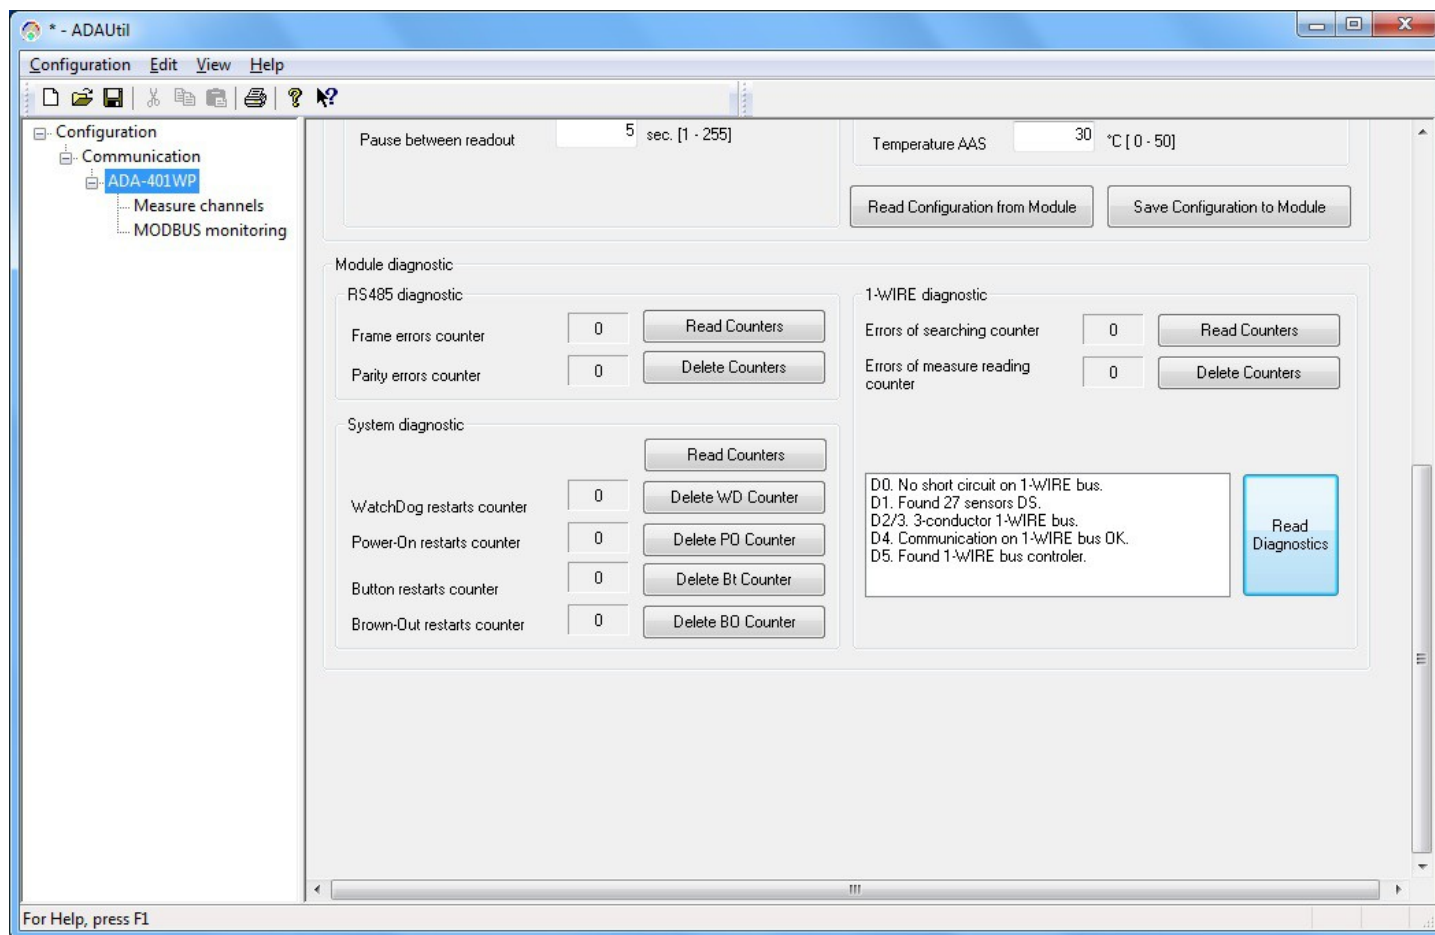 * - ADAUtil
Configuration Edit View Help
Configuration
Communication
ADA-401WP
Measure channels
MODBUS monitoring
Pause between readout 5 sec. [1 - 255]
Temperature AAS 30 °C [ 0 - 50]
Read Configuration from Module Save Configuration to Module
Module diagnostic
RS485 diagnostic
Frame errors counter 0 Read Counters
Parity errors counter 0 Delete Counters
System diagnostic
Read Counters
WatchDog restarts counter 0 Delete WD Counter
Power-On restarts counter 0 Delete PO Counter
Button restarts counter 0 Delete Bt Counter
Brown-Out restarts counter 0 Delete BO Counter
1-WIRE diagnostic
Errors of searching counter 0 Read Counters
Errors of measure reading
counter 0 Delete Counters
D0. No short circuit on 1-WIRE bus.
D1. Found 27 sensors DS.
D2/3. 3-conductor 1-WIRE bus.
D4. Communication on 1-WIRE bus OK.
D5. Found 1-WIRE bus controler.
Read
Diagnostics
For Help, press F1